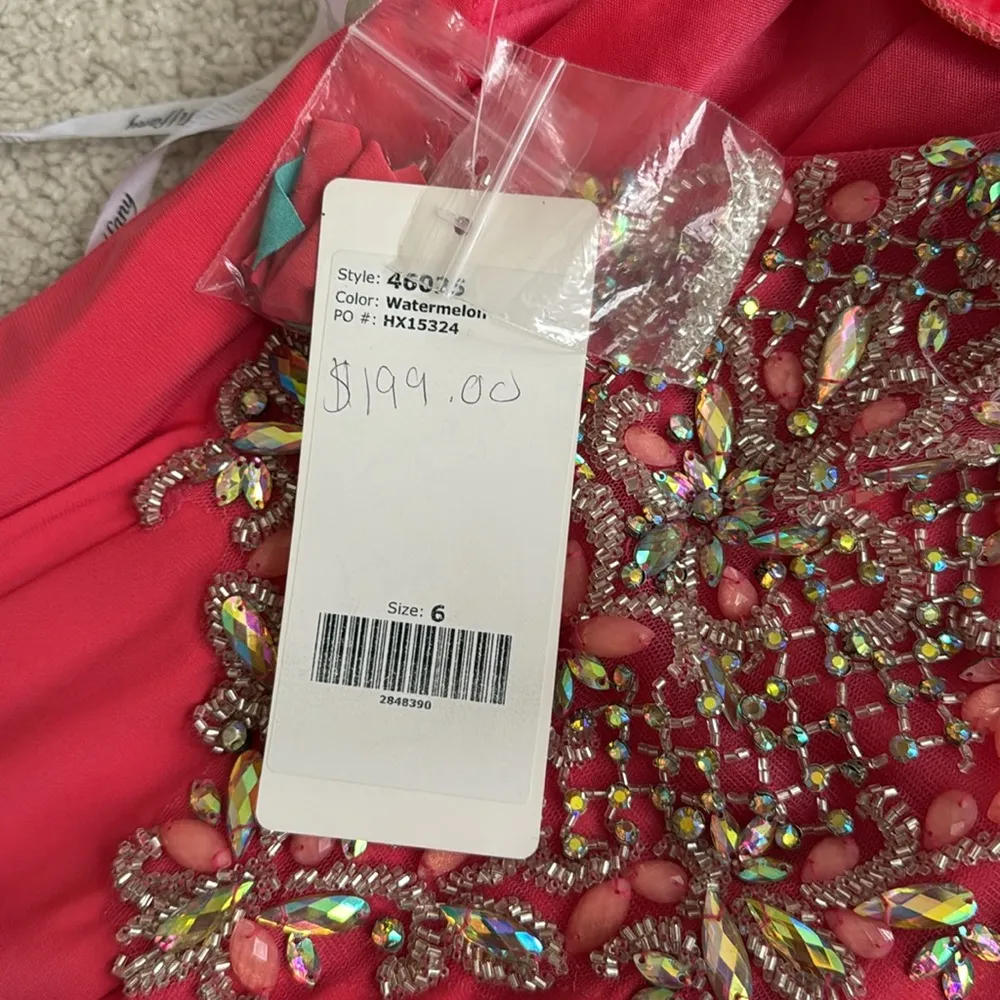 Style:
Color: Watermelon
PO #: HX15324
$199.00
Size: 6
2848390